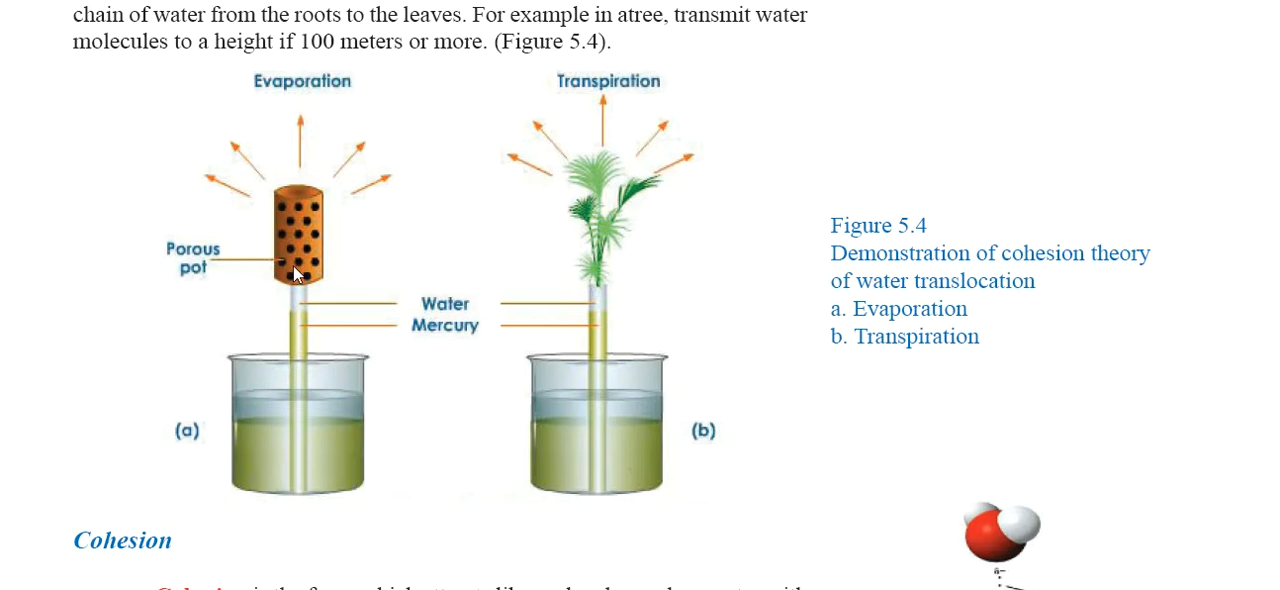 chain of water from the roots to the leaves. For example in atree, transmit water
molecules to a height if 100 meters or more. (Figure 5.4).
Evaporation
Transpiration
Porous
pot
Water
Mercury
(a)
(b)
Figure 5.4
Demonstration of cohesion theory
of water translocation
a. Evaporation
b. Transpiration
Cohesion
δ−